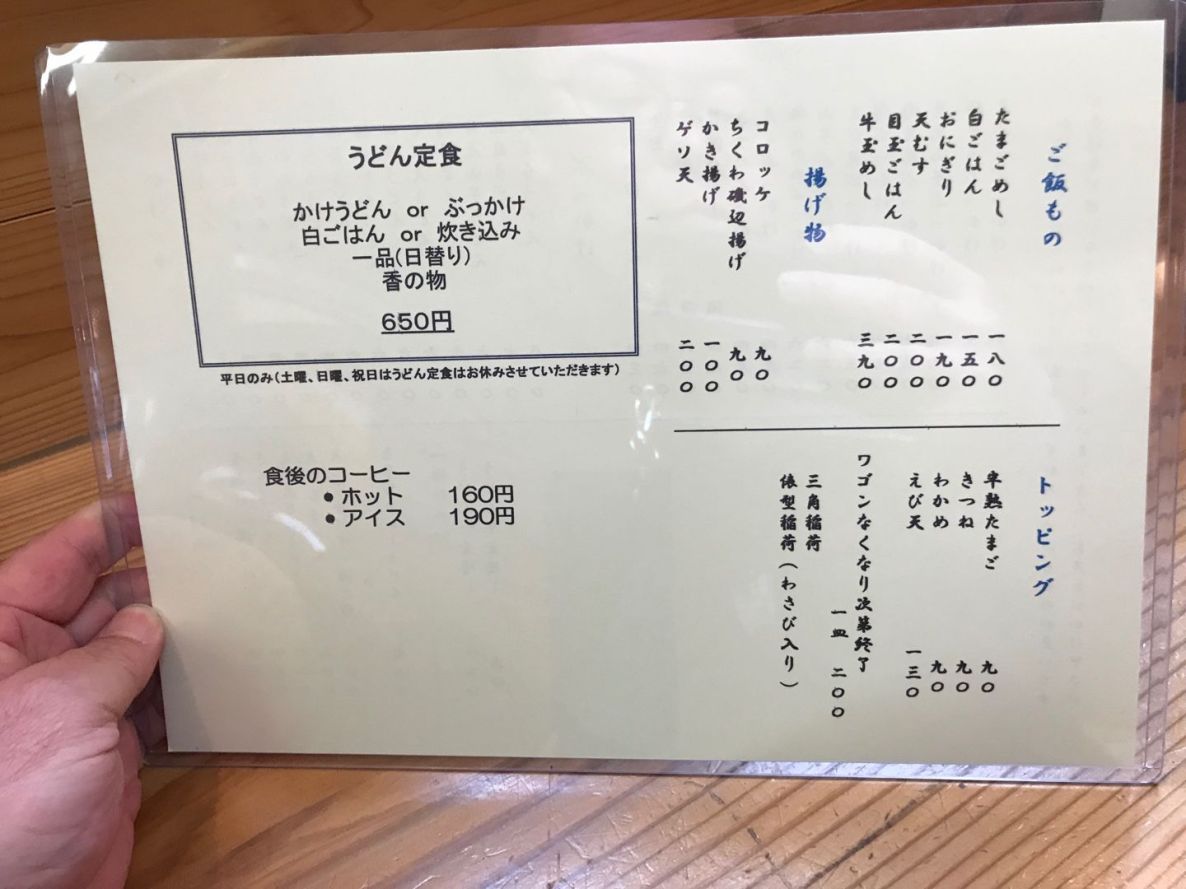 ご飯もの
たまごめし 一八〇
白ごはん 一五〇
おにぎり 一九〇
天むす 二〇〇
目玉ごはん 二〇〇
牛玉めし 三九〇
揚げ物
コロッケ 九〇
ちくわ磯辺揚げ 九〇
かき揚げ 一〇〇
ゲソ天 二〇〇
トッピング
半熟たまご 九〇
きつね 九〇
わかめ 九〇
えび天 一三〇
ワゴンなくなり次第終了
一皿 二〇〇
三角稲荷
俵型稲荷(わさび入り)
うどん定食
かけうどん or ぶっかけ
白ごはん or 炊き込み
一品(日替り)
香の物
650円
平日のみ(土曜、日曜、祝日はうどん定食はお休みさせていただきます)
食後のコーヒー
●ホット 160円
●アイス 190円